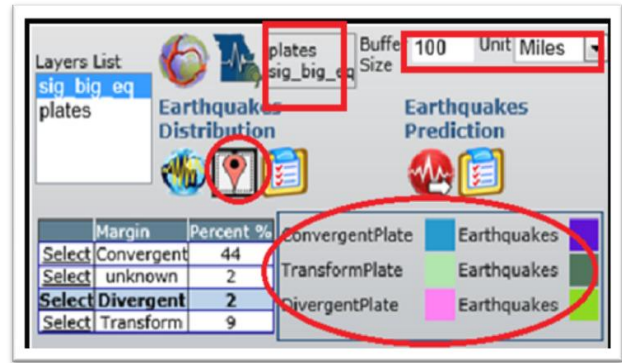 Layers List
sig_big_eq
plates
plates
sig_big_eq
Buffer Size
100
Unit
Miles
Earthquakes Distribution
Earthquakes Prediction
Margin Percent %
Select Convergent 44
Select unknown 2
Select Divergent 2
Select Transform 9
ConvergentPlate Earthquakes
TransformPlate Earthquakes
DivergentPlate Earthquakes